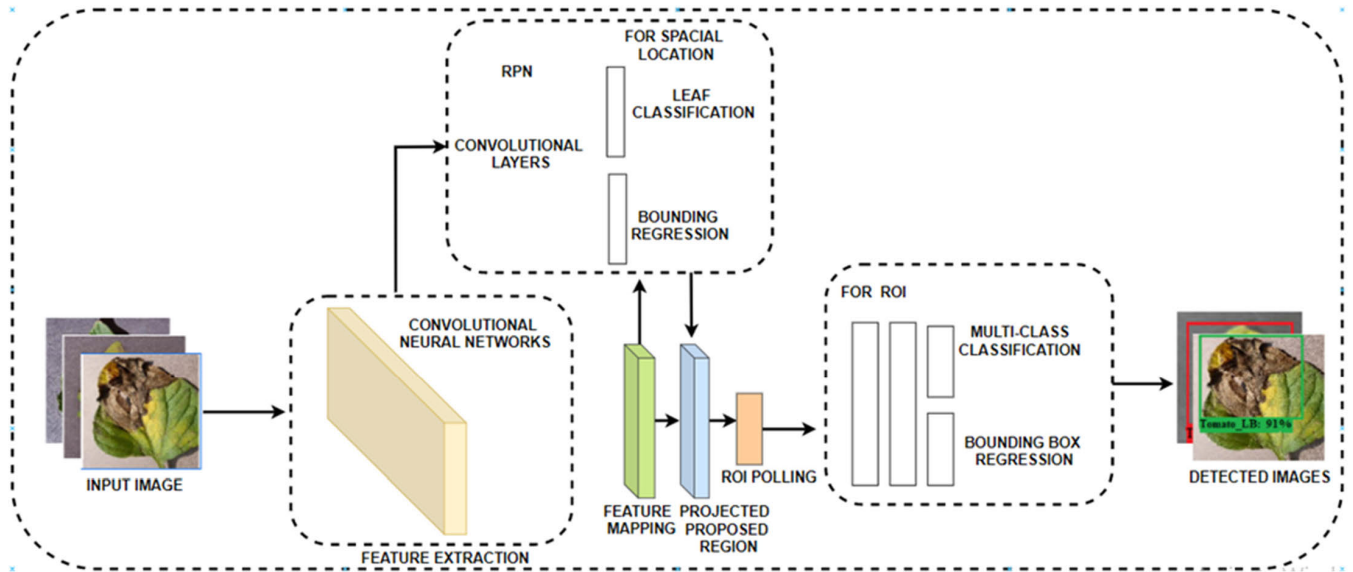 FOR SPACIAL
LOCATION
RPN
LEAF
CLASSIFICATION
CONVOLUTIONAL
LAYERS
BOUNDING
REGRESSION
CONVOLUTIONAL
NEURAL NETWORKS
FOR ROI
MULTI-CLASS
CLASSIFICATION
BOUNDING BOX
REGRESSION
Tomato_LB: 91%
INPUT IMAGE
ROI POLLING
DETECTED IMAGES
FEATURE
MAPPING
PROJECTED
PROPOSED
REGION
FEATURE EXTRACTION